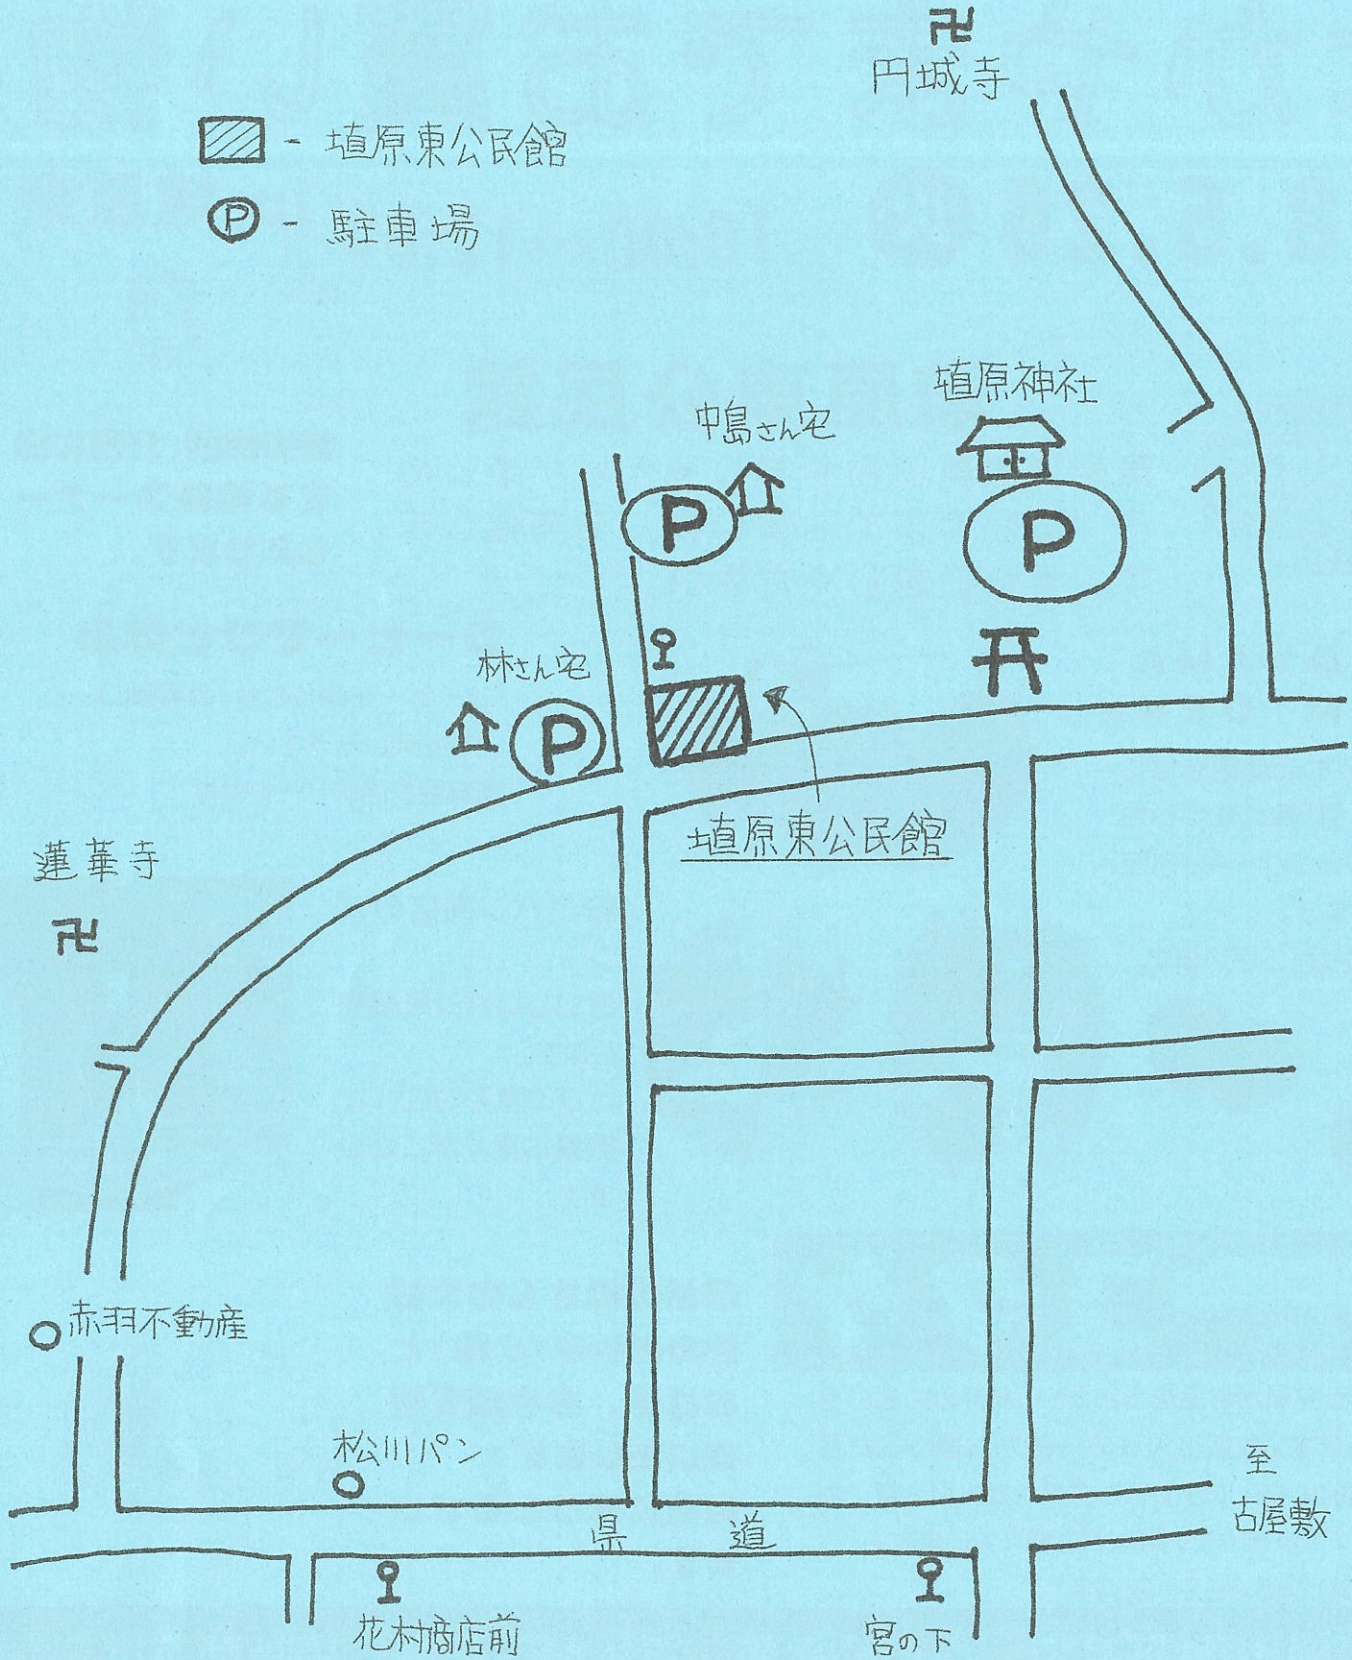 円城寺
- 埴原東公民館
P - 駐車場
埴原神社
中島さん宅
P
P
林さん宅
P
埴原東公民館
蓮華寺
赤羽不動産
松川パン
至
古屋敷
県道
花村商店前
宮の下